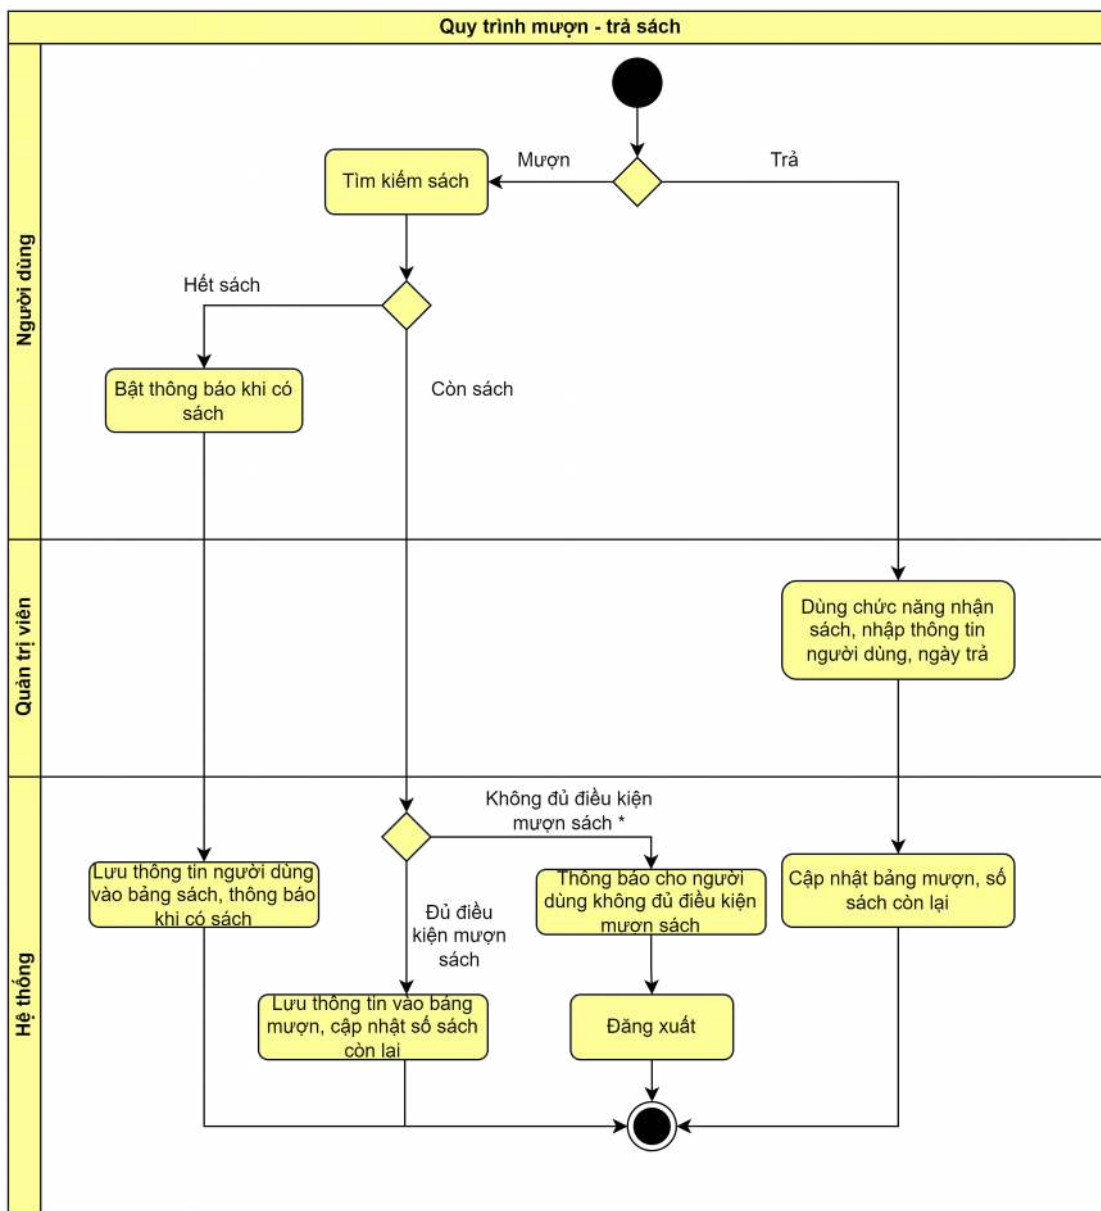 Quy trình mượn - trả sách
Người dùng
Mượn
Trả
Tìm kiếm sách
Hết sách
Bật thông báo khi có
sách
Còn sách
Quản trị viên
Dùng chức năng nhận
sách, nhập thông tin
người dùng, ngày trả
Hệ thống
Không đủ điều kiện
mượn sách *
Lưu thông tin người dùng
vào bảng sách, thông báo
khi có sách
Thông báo cho người
dùng không đủ điều kiện
mượn sách
Cập nhật bảng mượn, số
sách còn lại
Đủ điều
kiện mượn
sách
Lưu thông tin vào bảng
mượn, cập nhật số sách
còn lại
Đăng xuất